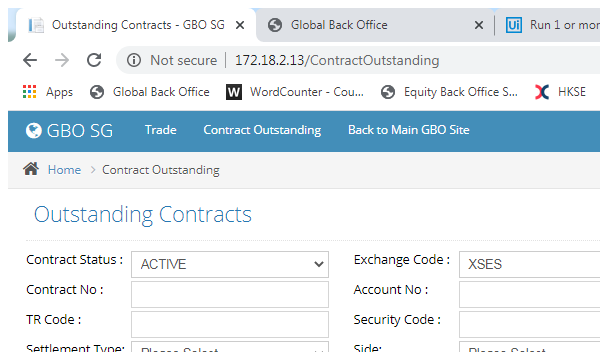 Outstanding Contracts - GBO SG
Global Back Office
Ui
Run 1 or mor
Not secure
172.18.2.13/ContractOutstanding
Apps
Global Back Office
W
WordCounter - Cou...
Equity Back Office S...
HKSE
GBO SG
Trade
Contract Outstanding
Back to Main GBO Site
Home
Contract Outstanding
Outstanding Contracts
Contract Status : ACTIVE
Exchange Code : XSES
Contract No :
Account No :
TR Code :
Security Code :
Settlement Type: Please Select
Side: Please Select